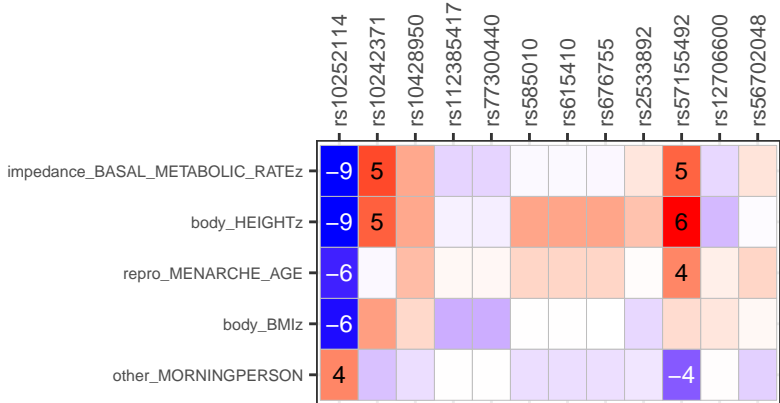 rs10252114
rs10242371
rs10428950
rs112385417
rs77300440
rs585010
rs615410
rs676755
rs2533892
rs57155492
rs12706600
rs56702048
impedance_BASAL_METABOLIC_RATEz −9 5 5
body_HEIGHTz −9 5 6
repro_MENARCHE_AGE −6 4
body_BMIz −6
other_MORNINGPERSON 4 −4